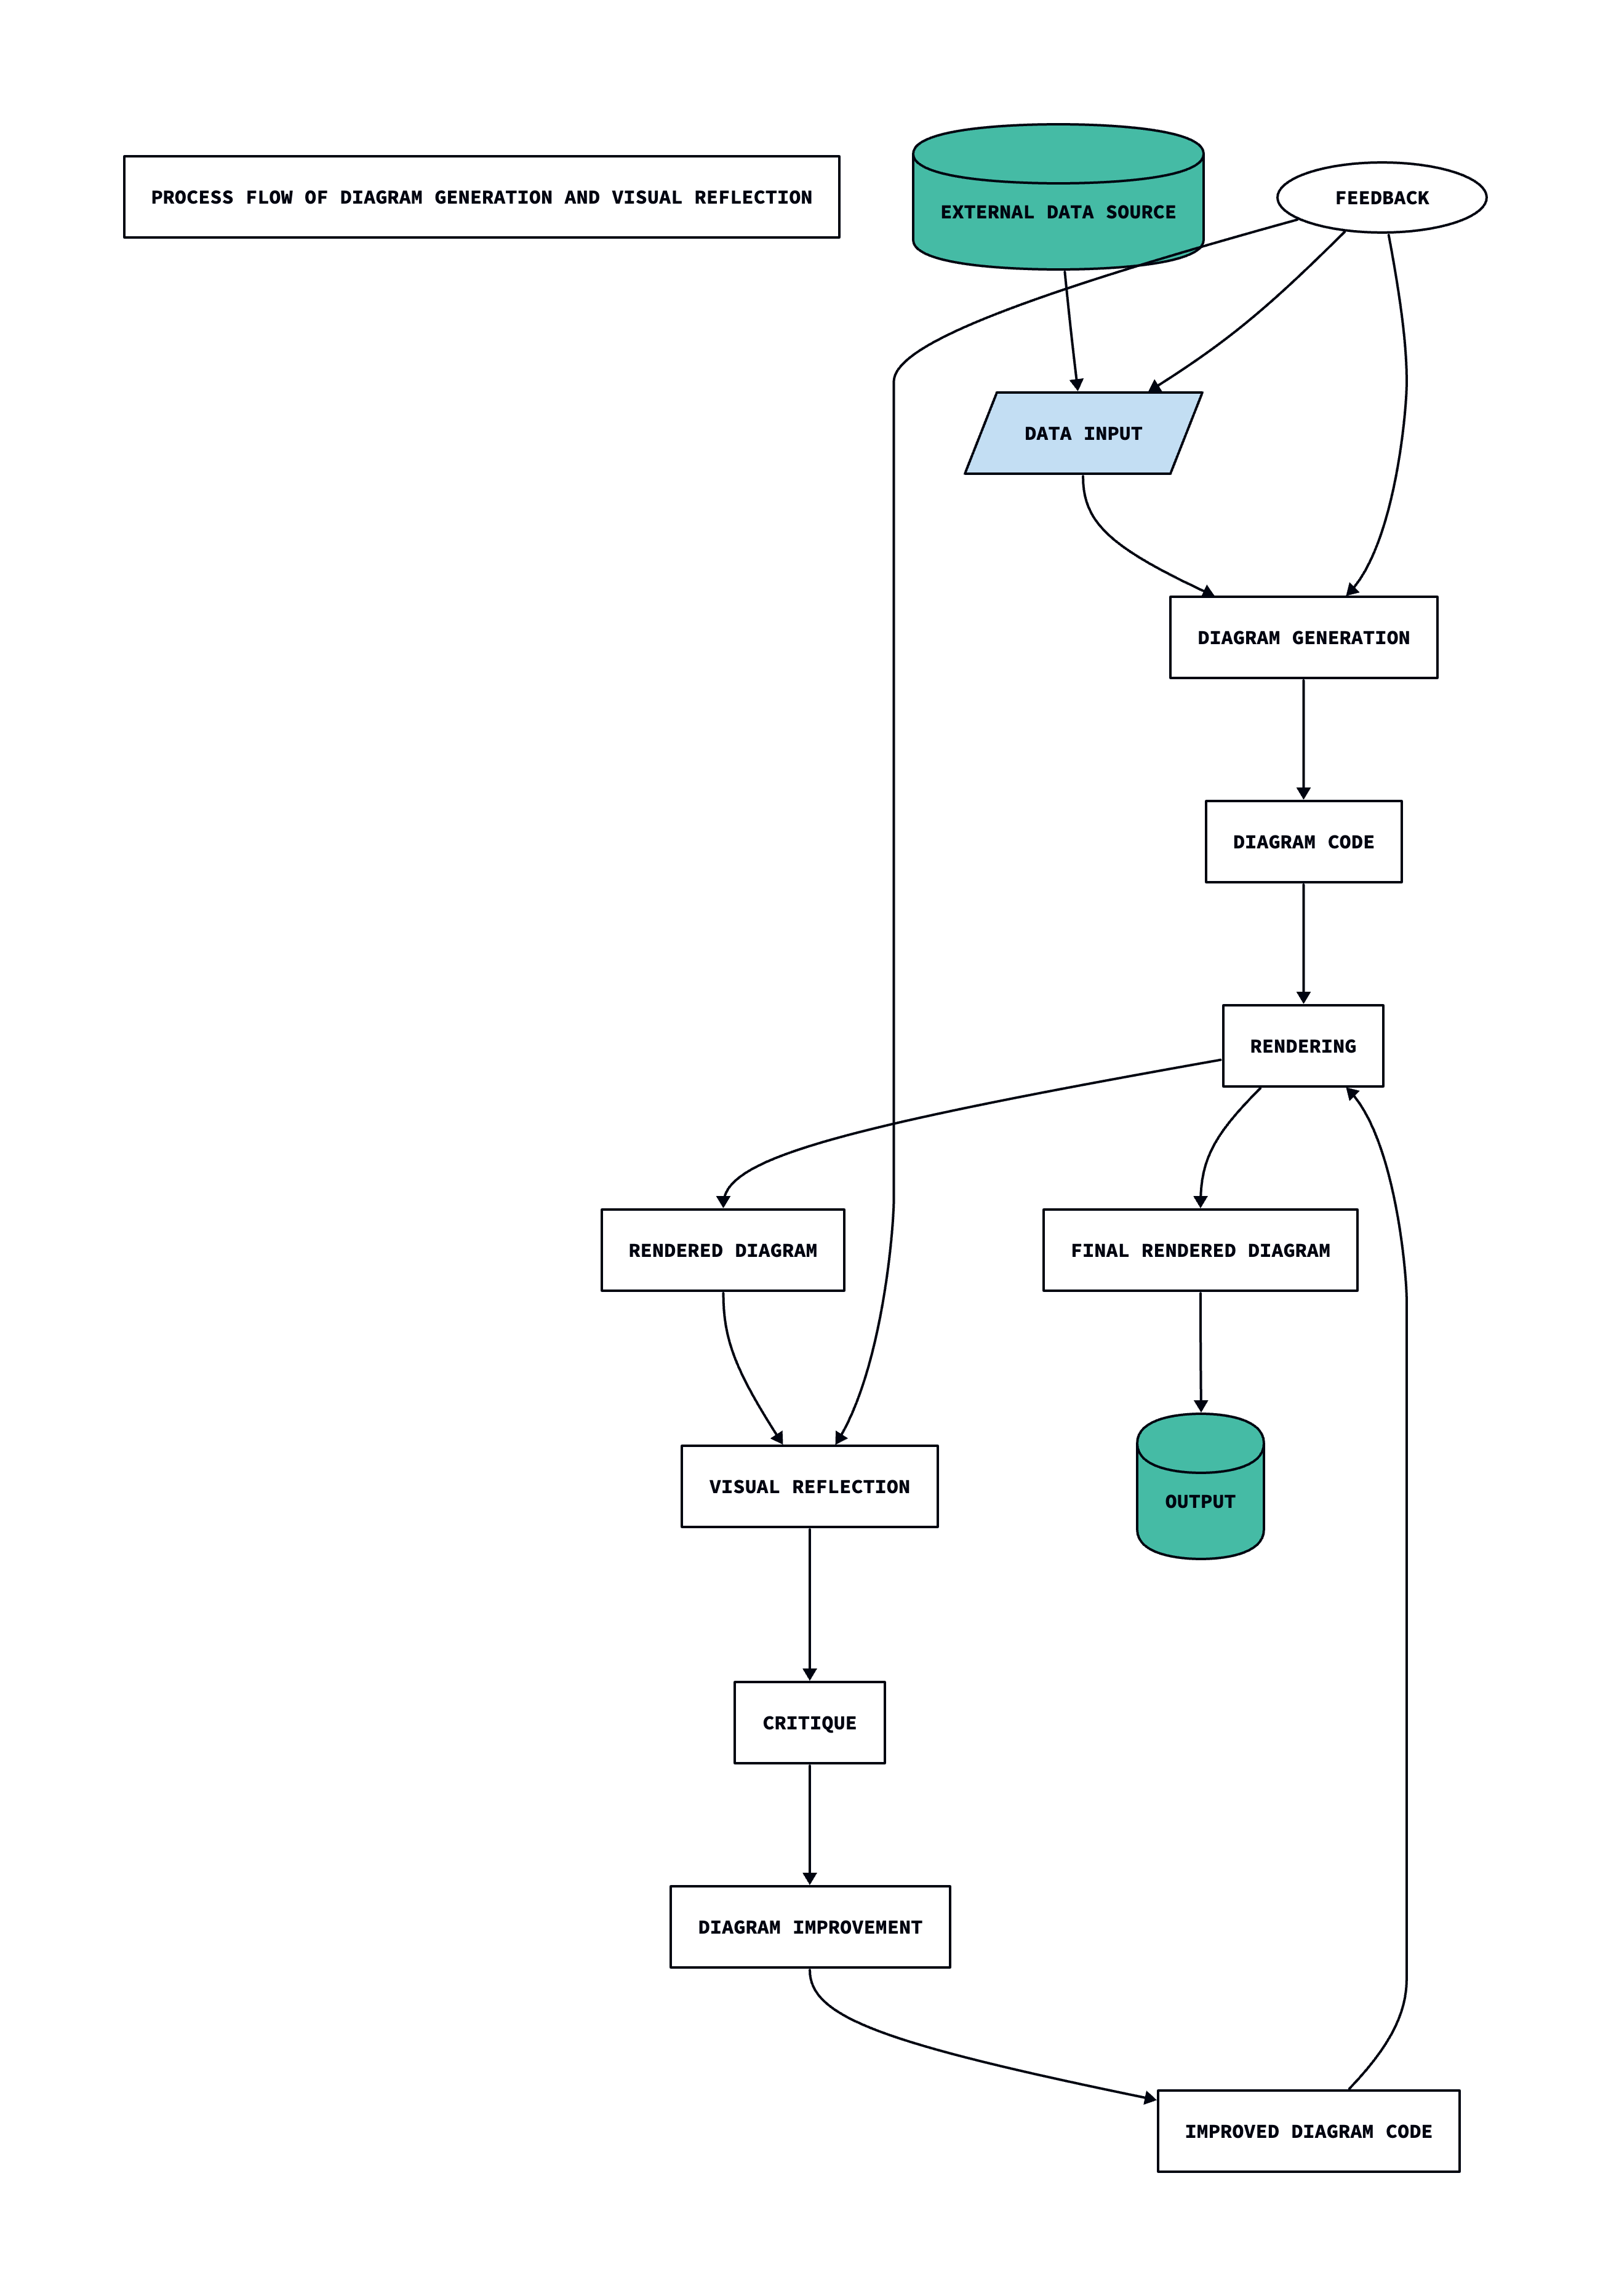 PROCESS FLOW OF DIAGRAM GENERATION AND VISUAL REFLECTION
EXTERNAL DATA SOURCE
FEEDBACK
DATA INPUT
DIAGRAM GENERATION
DIAGRAM CODE
RENDERING
RENDERED DIAGRAM
FINAL RENDERED DIAGRAM
VISUAL REFLECTION
OUTPUT
CRITIQUE
DIAGRAM IMPROVEMENT
IMPROVED DIAGRAM CODE